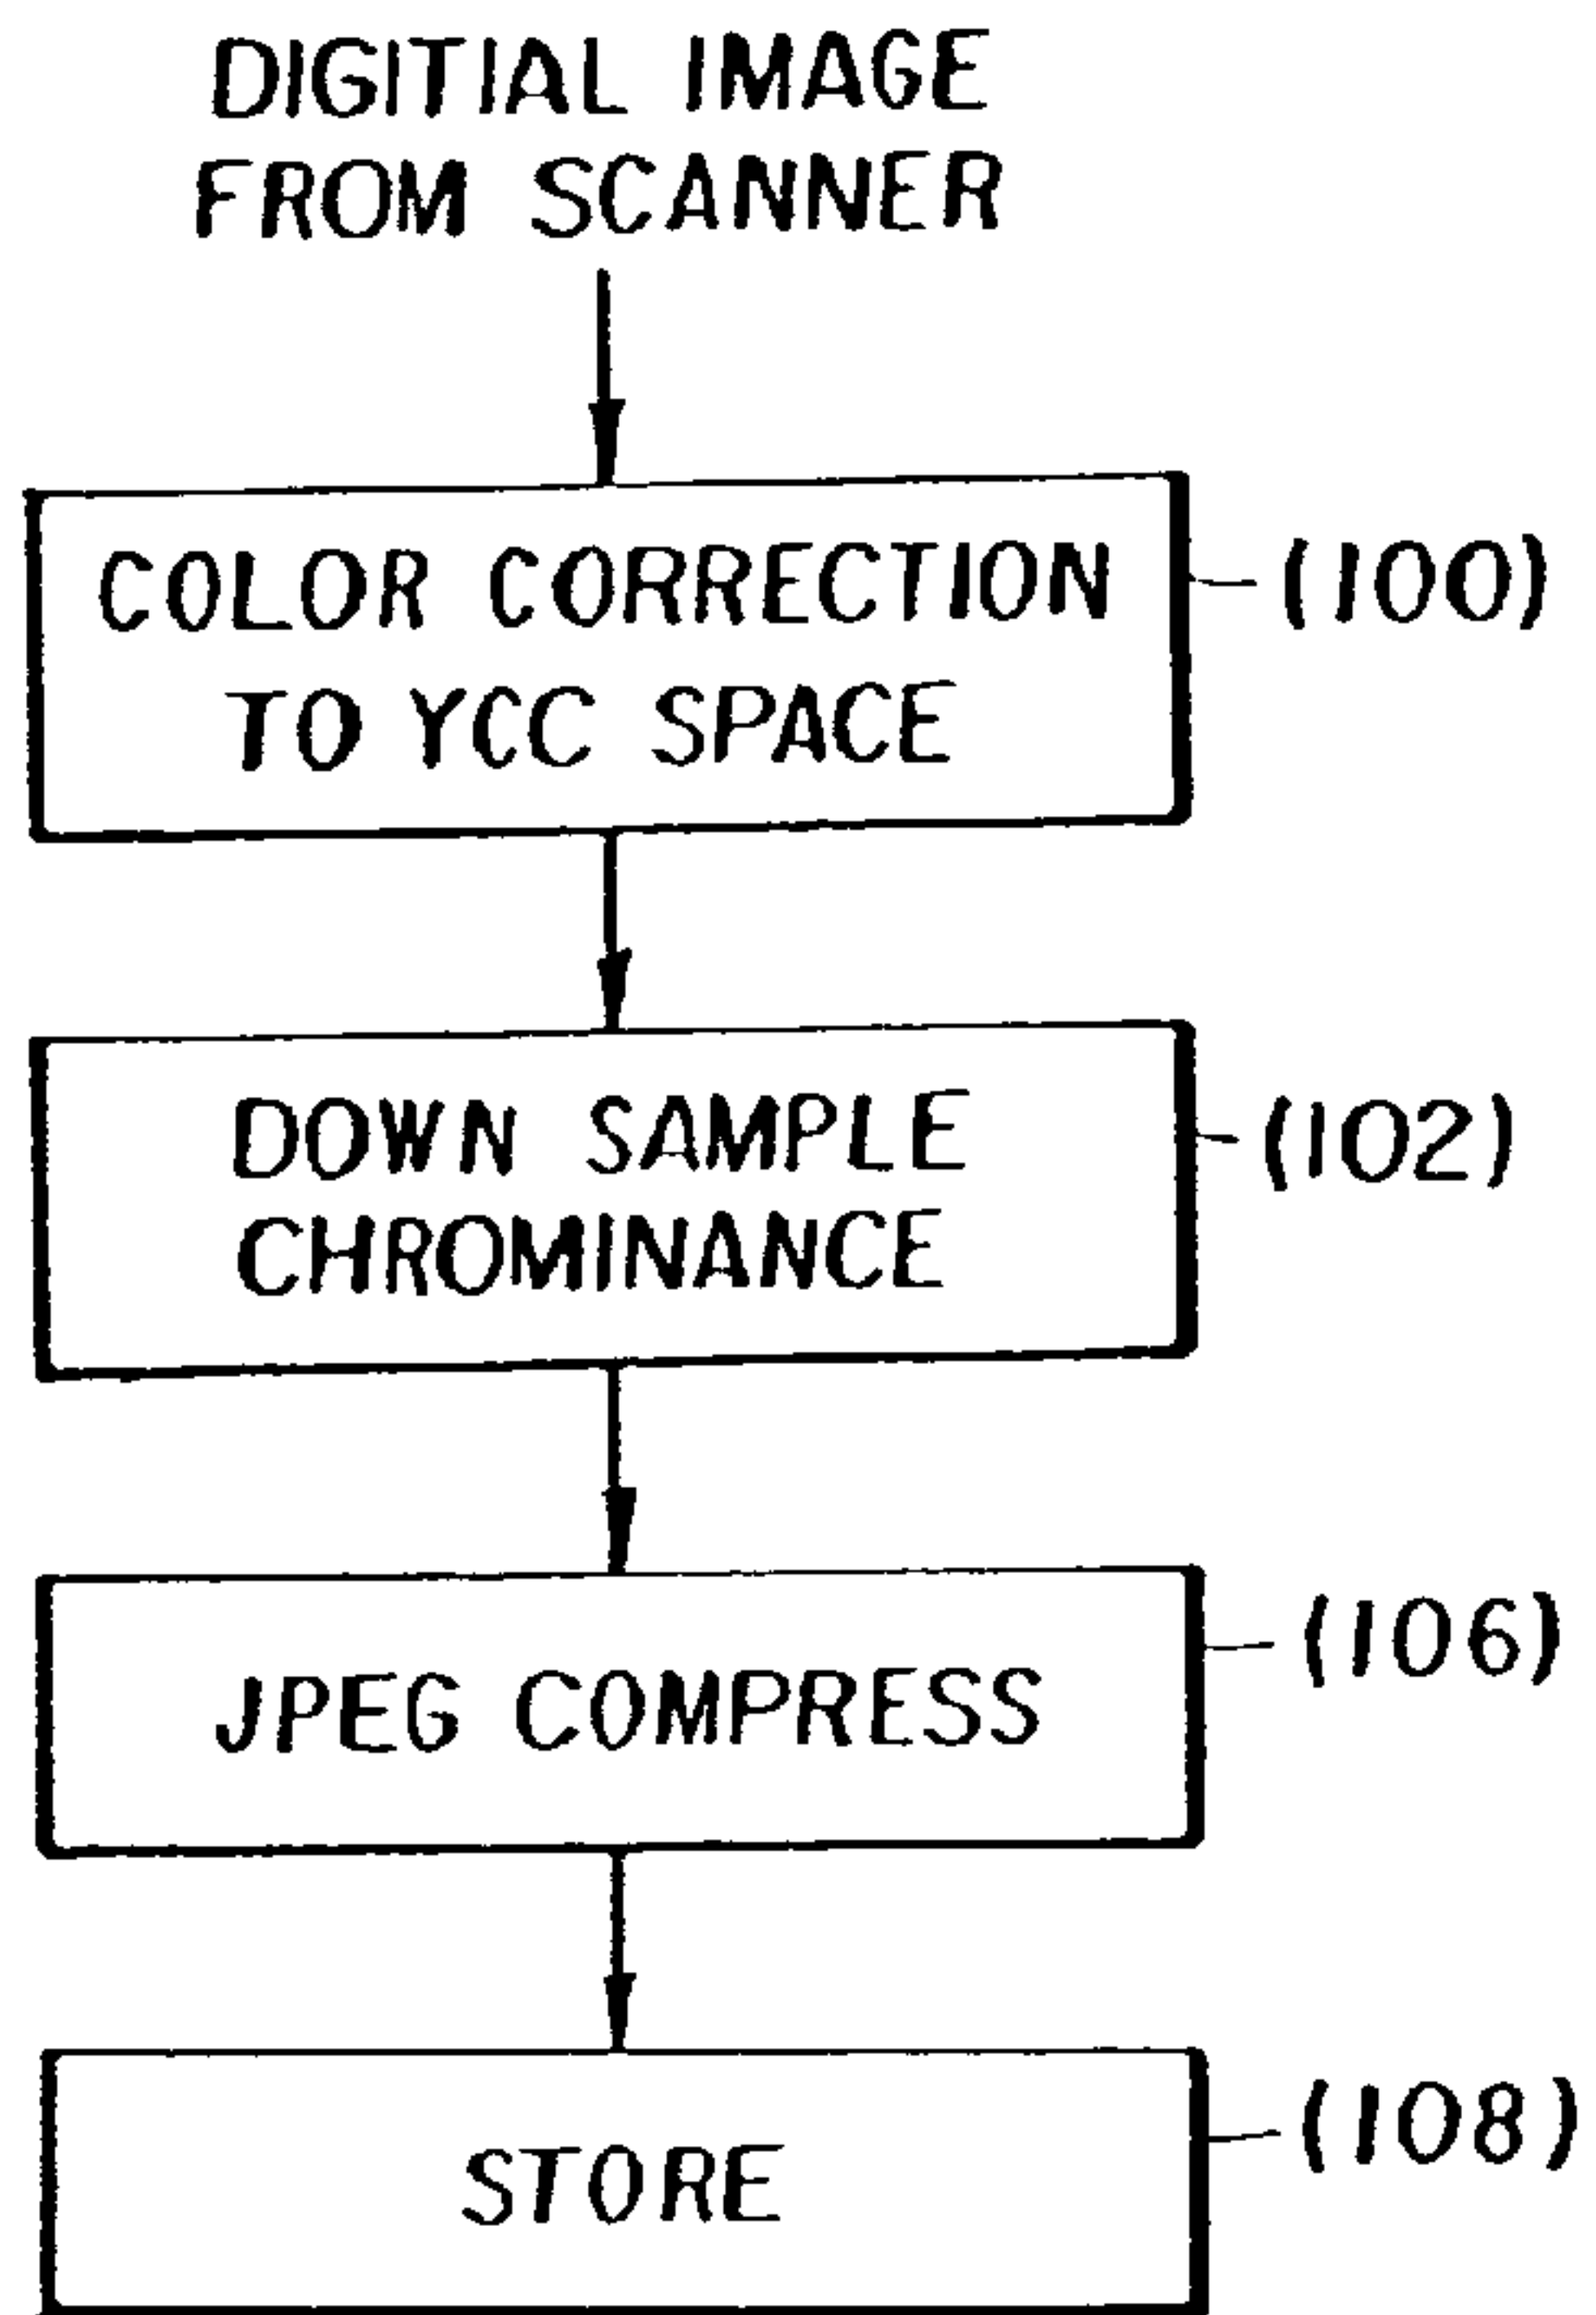 DIGITIAL IMAGE
FROM SCANNER
COLOR CORRECTION
TO YCC SPACE
(100)
DOWN SAMPLE
CHROMINANCE
(102)
JPEG COMPRESS
(106)
STORE
(108)